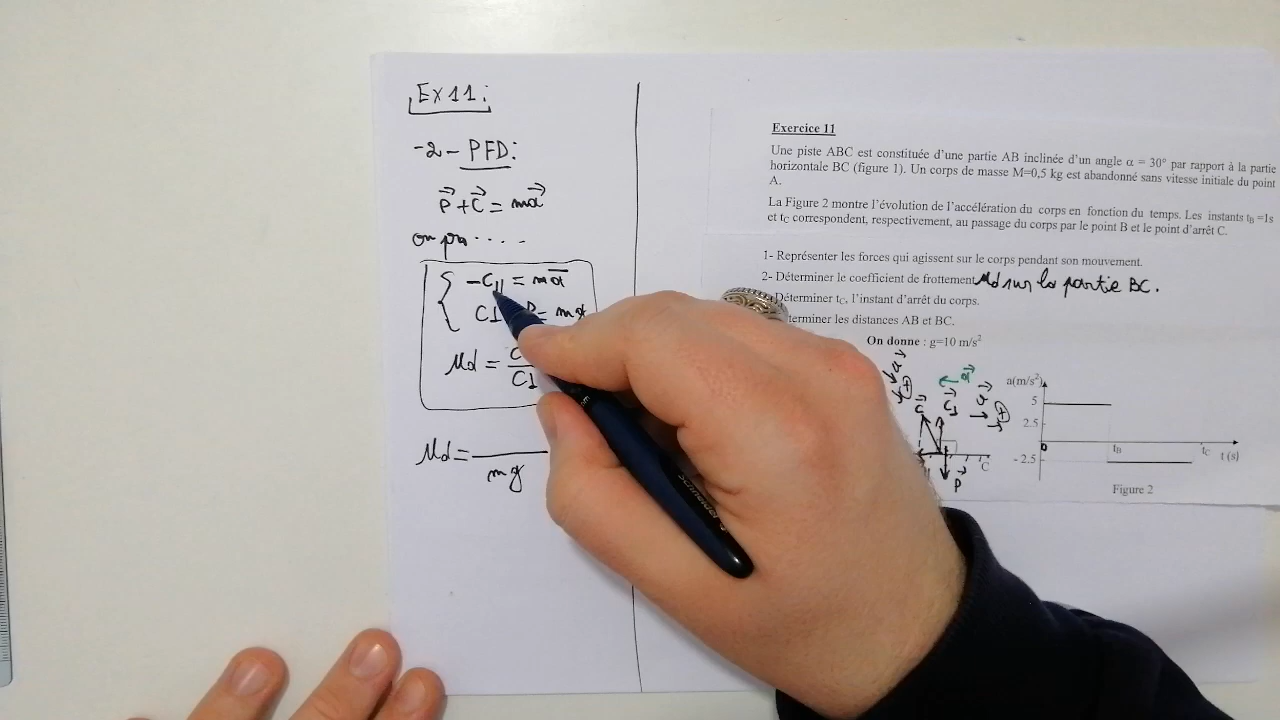 Ex 11:
-2- PFD:
P + C = ma
on pro....
-C|| = ma
C⊥ P = m
Md = C
C⊥
Md =
mg
Exercice 11
Une piste ABC est constituée d'une partie AB inclinée d'un angle α = 30° par rapport à la partie
horizontale BC (figure 1). Un corps de masse M=0,5 kg est abandonné sans vitesse initiale du point
A.
La Figure 2 montre l'évolution de l'accélération du corps en fonction du temps. Les instants tB =1s
et tC correspondent, respectivement, au passage du corps par le point B et le point d'arrêt C.
1- Représenter les forces qui agissent sur le corps pendant son mouvement.
2- Déterminer le coefficient de frottement Md sur la partie BC.
Déterminer tC, l'instant d'arrêt du corps.
terminer les distances AB et BC.
On donne : g=10 m/s²
a(m/s²)
5
2.5
0
-2.5
tB
tC
t (s)
C
P
Figure 2